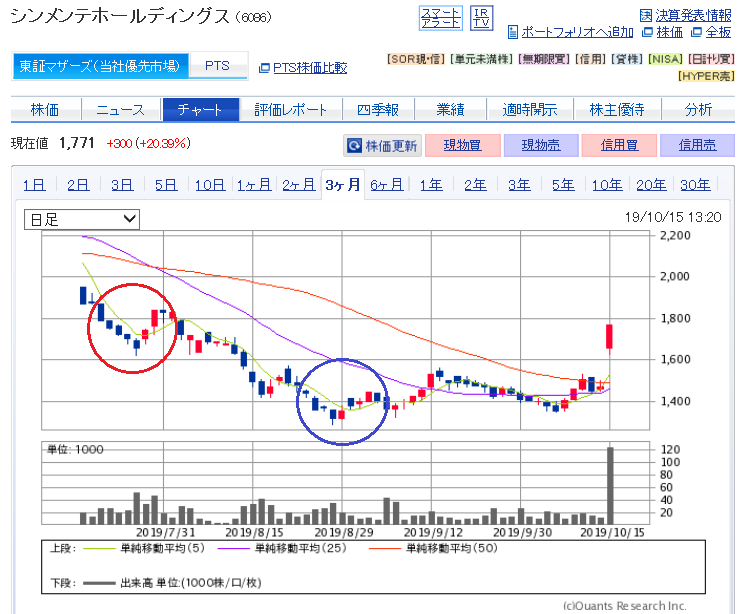 シンメンテホールディングス (6086)
スマート
アラート
IR
TV
決算発表情報
ポートフォリオへ追加 株価 全板
東証マザーズ(当社優先市場) PTS PTS株価比較
[SOR現・信] [単元未満株] [無期限買] [信用] [貸株] [NISA] [日計り買]
[HYPER売]
株価 ニュース チャート 評価レポート 四季報 業績 適時開示 株主優待 分析
現在値 1,771 +300 (+20.39%) 株価更新 現物買 現物売 信用買 信用売
1日 2日 3日 5日 10日 1ヶ月 2ヶ月 3ヶ月 6ヶ月 1年 2年 3年 5年 10年 20年 30年
日足 19/10/15 13:20
2,200
2,000
1,800
1,600
1,400
単位: 1000
120
100
80
60
40
20
2019/7/31 2019/8/15 2019/8/29 2019/9/12 2019/9/30 2019/10/15
上段: 単純移動平均(5) 単純移動平均(25) 単純移動平均(50)
下段: 出来高 単位:(1000株/口/枚)
(c)Quants Research Inc.